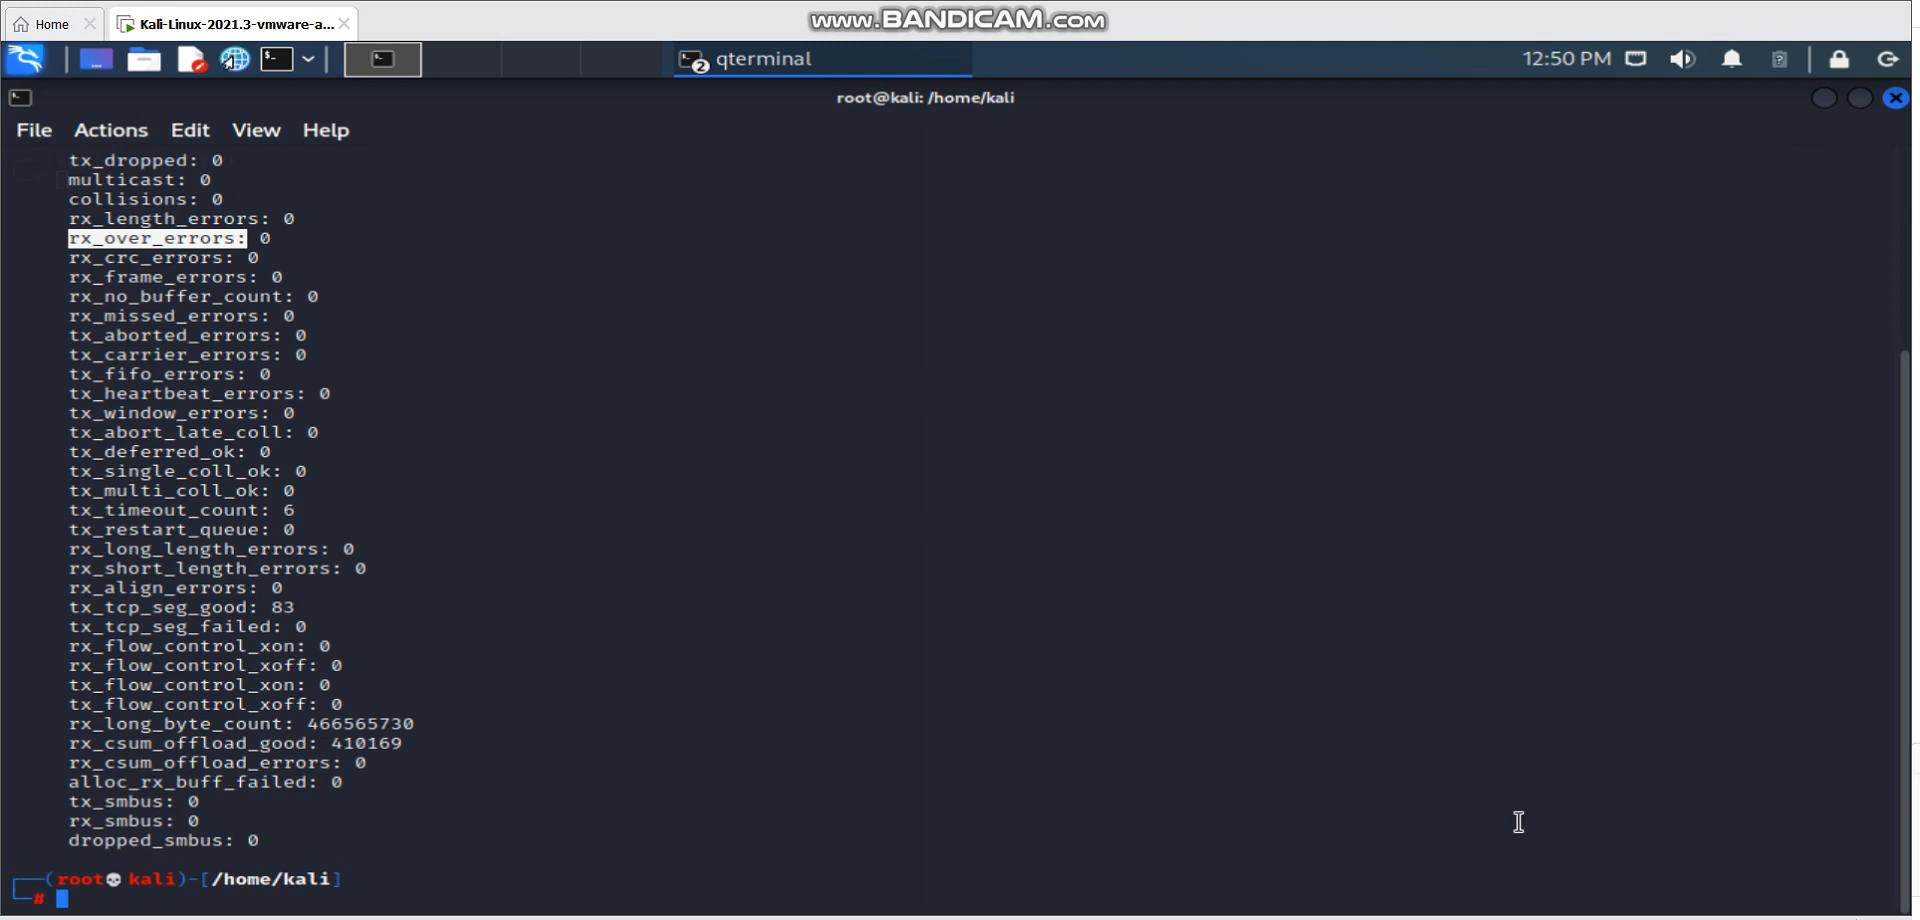 Home
Kali-Linux-2021.3-vmware-a...
www.BANDICAM.com
2 qterminal
12:50 PM
root@kali: /home/kali
File Actions Edit View Help
tx_dropped: 0
multicast: 0
collisions: 0
rx_length_errors: 0
rx_over_errors: 0
rx_crc_errors: 0
rx_frame_errors: 0
rx_no_buffer_count: 0
rx_missed_errors: 0
tx_aborted_errors: 0
tx_carrier_errors: 0
tx_fifo_errors: 0
tx_heartbeat_errors: 0
tx_window_errors: 0
tx_abort_late_coll: 0
tx_deferred_ok: 0
tx_single_coll_ok: 0
tx_multi_coll_ok: 0
tx_timeout_count: 6
tx_restart_queue: 0
rx_long_length_errors: 0
rx_short_length_errors: 0
rx_align_errors: 0
tx_tcp_seg_good: 83
tx_tcp_seg_failed: 0
rx_flow_control_xon: 0
rx_flow_control_xoff: 0
tx_flow_control_xon: 0
tx_flow_control_xoff: 0
rx_long_byte_count: 466565730
rx_csum_offload_good: 410169
rx_csum_offload_errors: 0
alloc_rx_buff_failed: 0
tx_smbus: 0
rx_smbus: 0
dropped_smbus: 0
┌──(root💀kali)-[/home/kali]
└─#